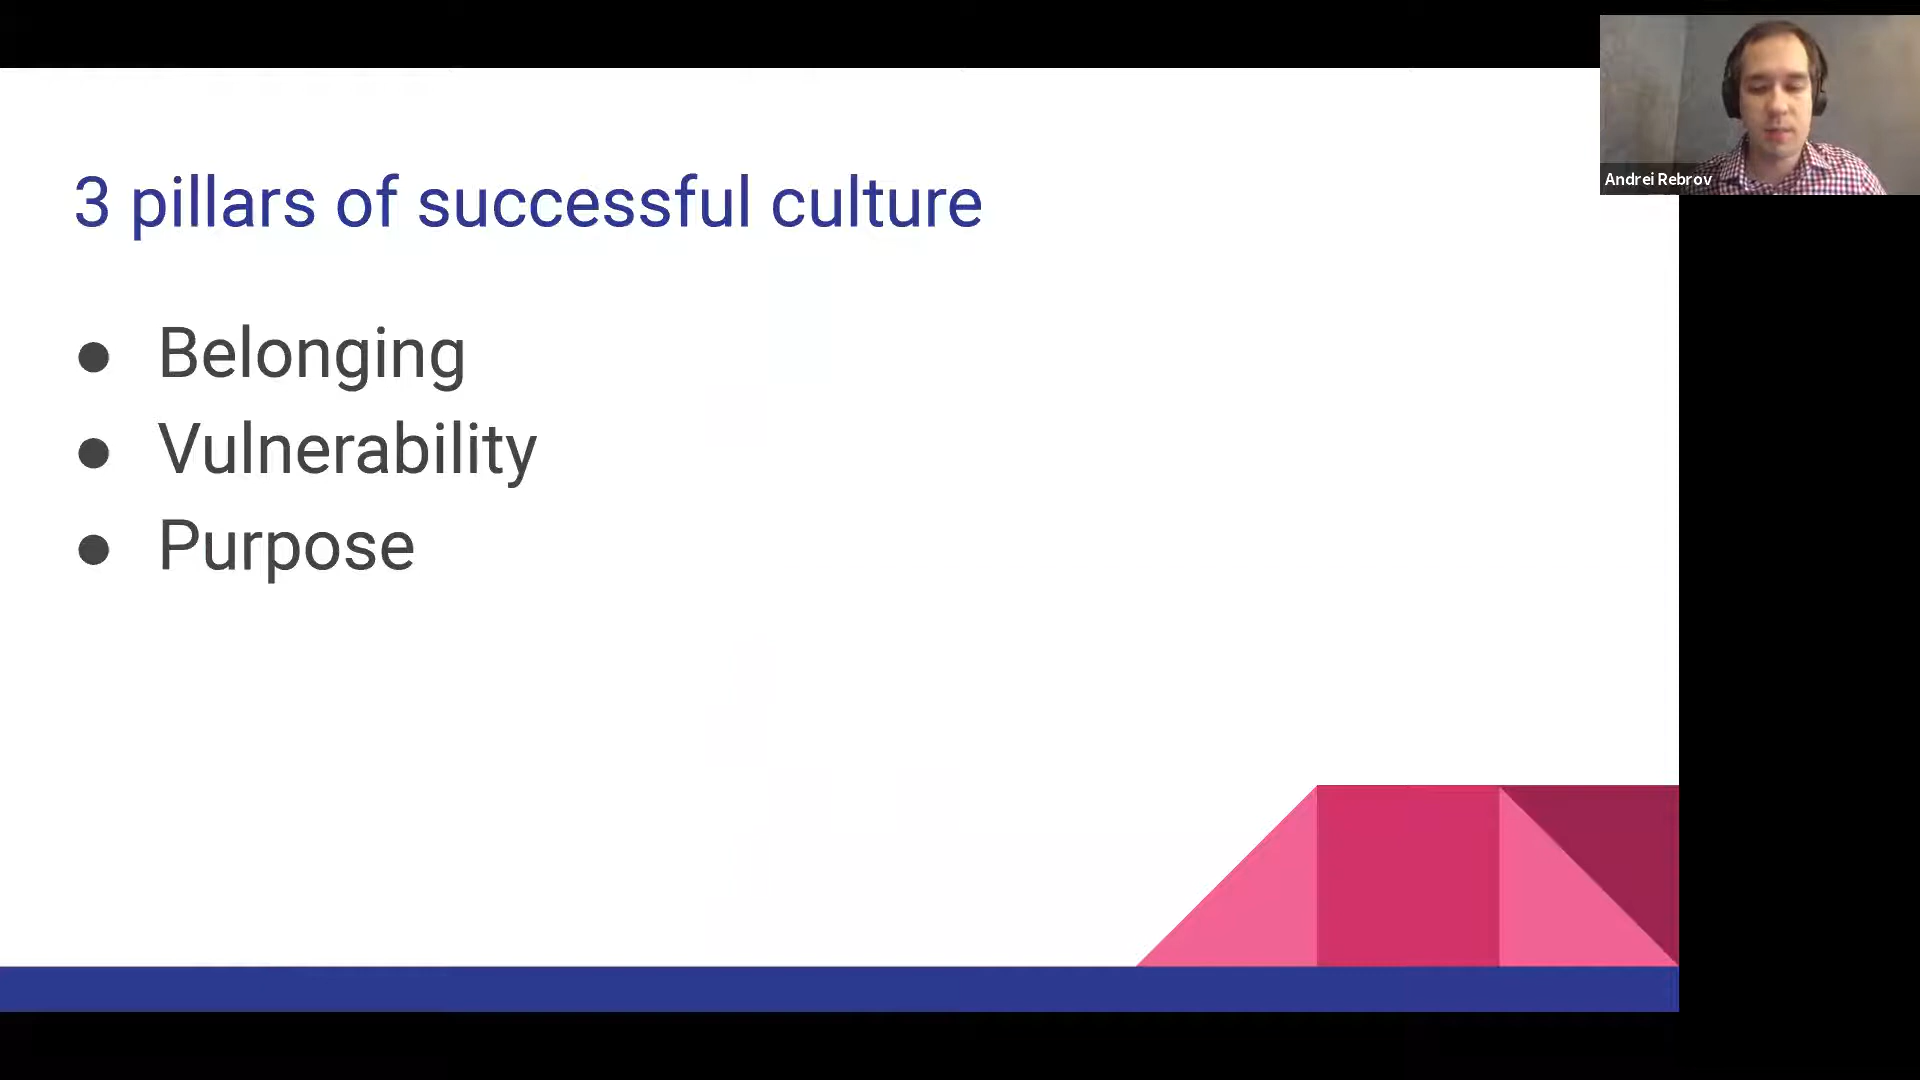 3 pillars of successful culture
● Belonging
● Vulnerability
● Purpose
Andrei Rebrov